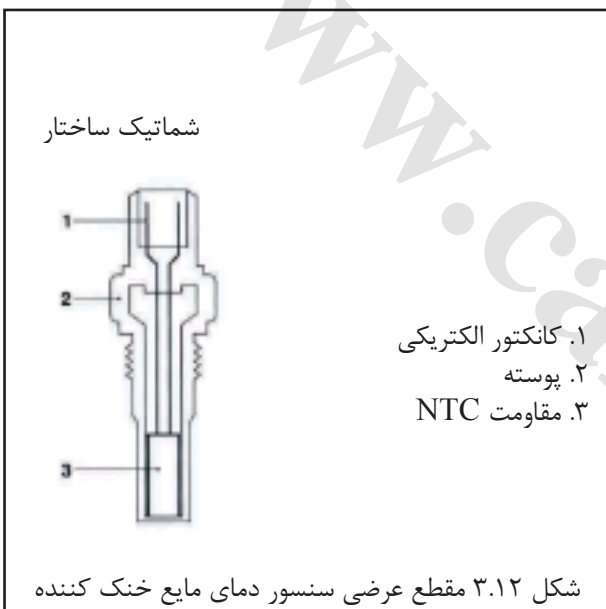 شماتیک ساختار
1
2
3
۱. کانکتور الکتریکی
۲. پوسته
۳. مقاومت NTC
شکل ۳.۱۲ مقطع عرضی سنسور دمای مایع خنک کننده